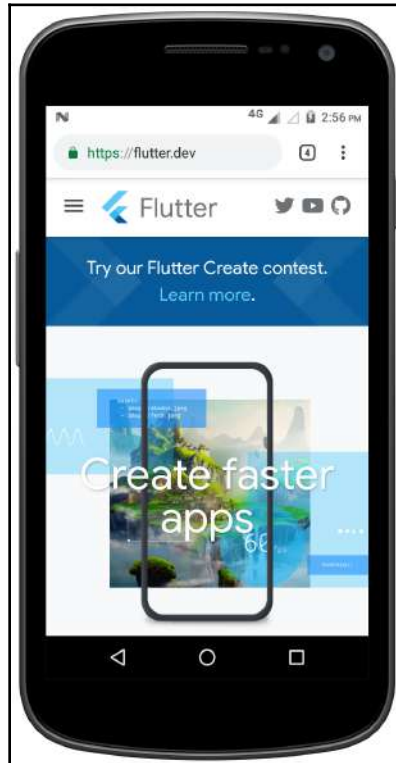 4G 2:56 PM
https://flutter.dev 4
Flutter
Try our Flutter Create contest.
Learn more.
Create faster
apps
60